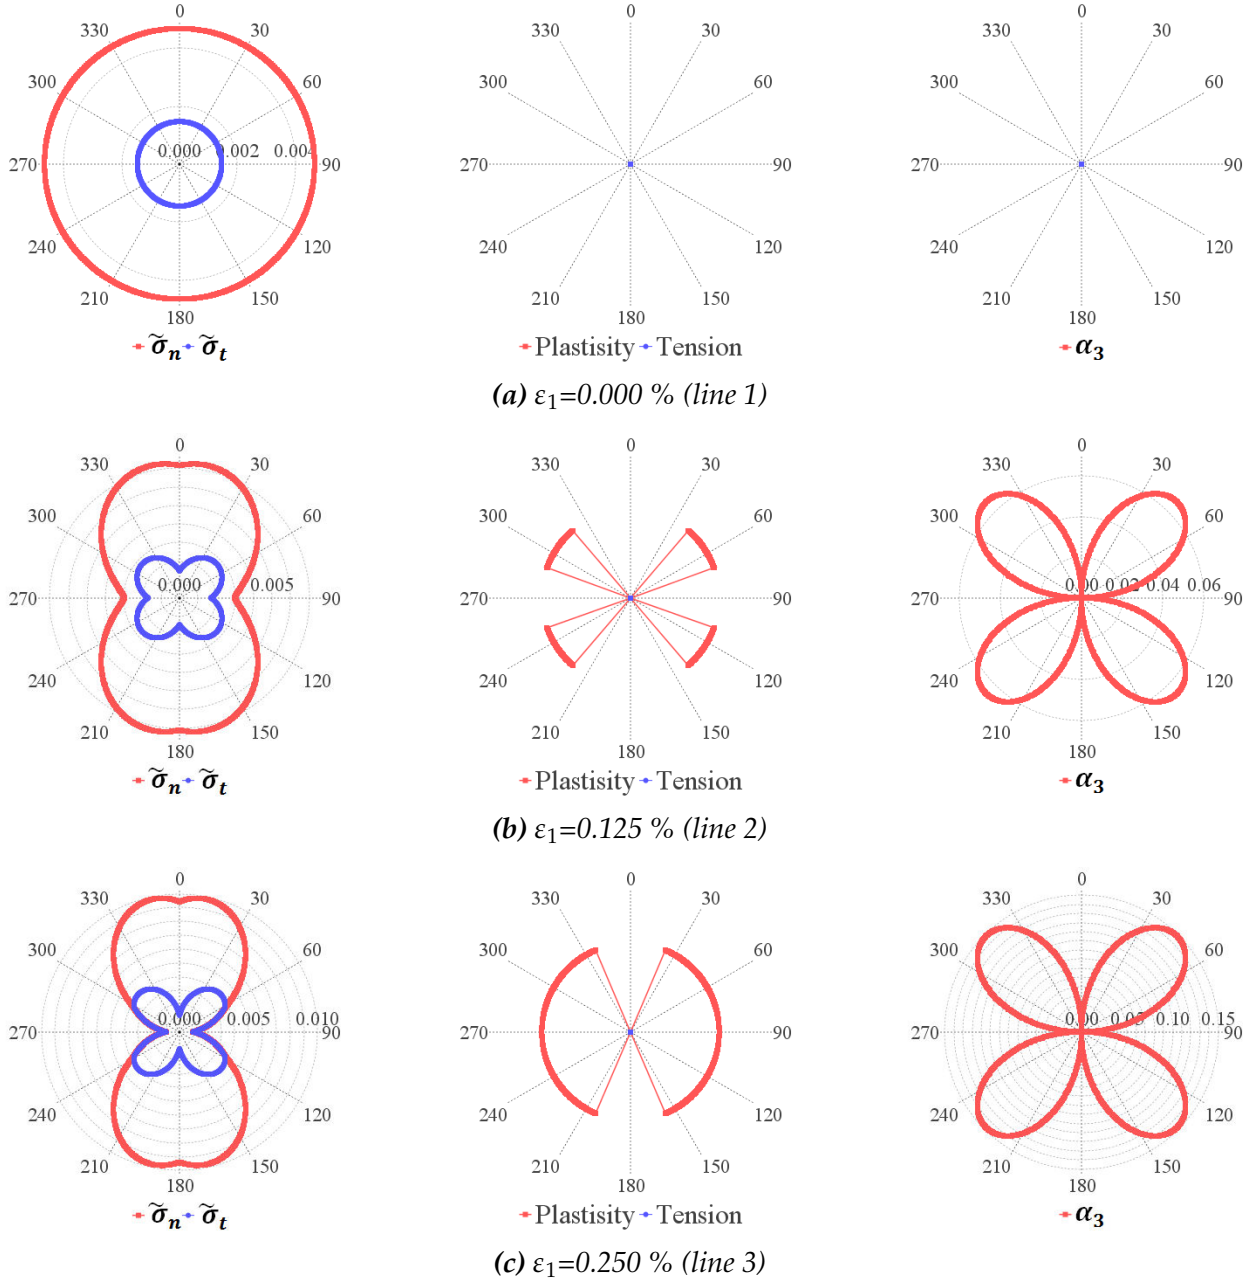 0 0 0
330 30 330 30 330 30
300 60 300 60 300 60
0.000 0.002 0.004
270 90 270 90 270 90
240 120 240 120 240 120
210 150 210 150 210 150
180 180 180
σ̃n σ̃t Plastisity Tension α3
(a) ε1=0.000 % (line 1)
0 0 0
330 30 330 30 330 30
300 60 300 60 300 60
0.000 0.005 0.00 0.02 0.04 0.06
270 90 270 90 270 90
240 120 240 120 240 120
210 150 210 150 210 150
180 180 180
σ̃n σ̃t Plastisity Tension α3
(b) ε1=0.125 % (line 2)
0 0 0
330 30 330 30 330 30
300 60 300 60 300 60
0.000 0.005 0.010 0.00 0.05 0.10 0.15
270 90 270 90 270 90
240 120 240 120 240 120
210 150 210 150 210 150
180 180 180
σ̃n σ̃t Plastisity Tension α3
(c) ε1=0.250 % (line 3)